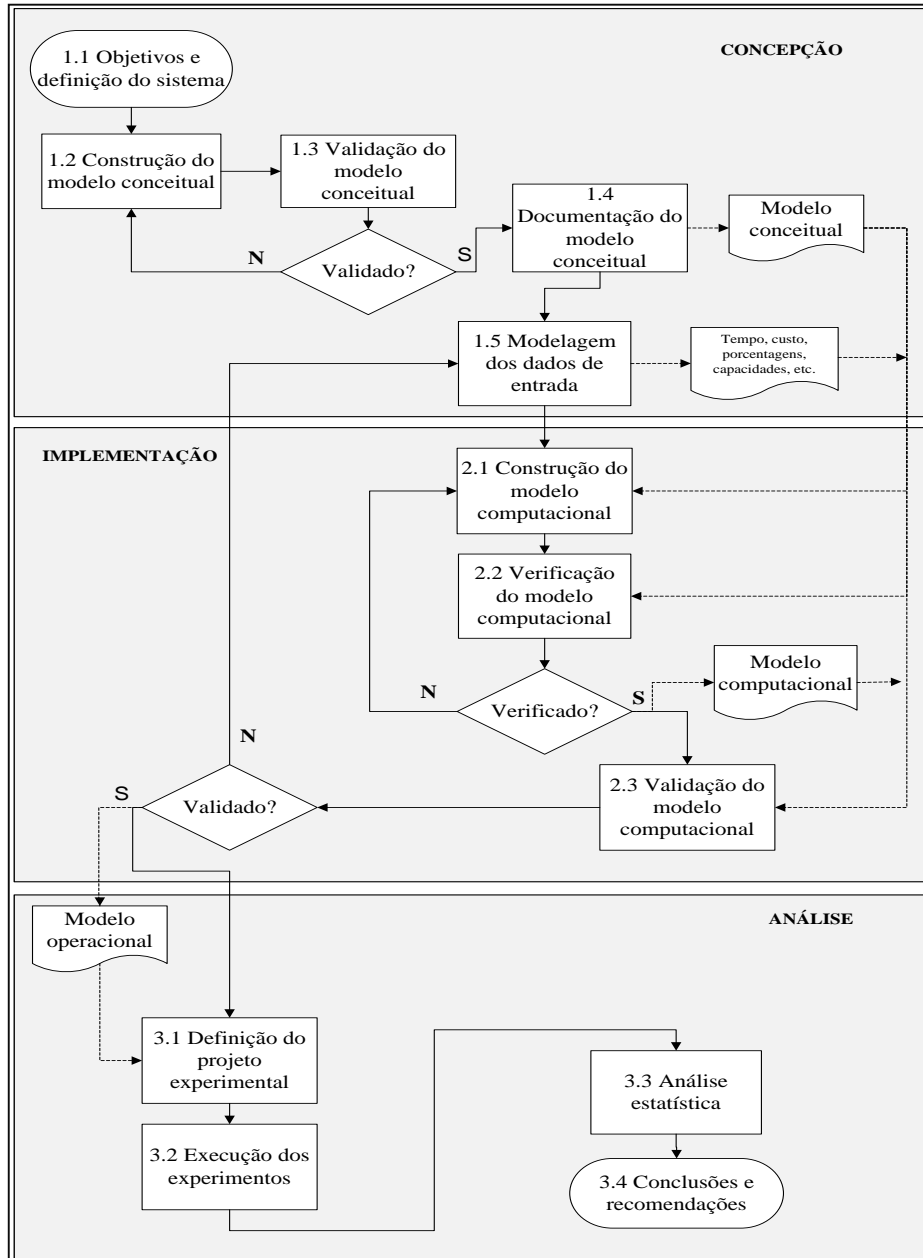 CONCEPÇÃO
1.1 Objetivos e
definição do sistema
1.2 Construção do
modelo conceitual
1.3 Validação do
modelo
conceitual
Validado?
N
S
1.4
Documentação do
modelo
conceitual
Modelo
conceitual
1.5 Modelagem
dos dados de
entrada
Tempo, custo,
porcentagens,
capacidades, etc.
IMPLEMENTAÇÃO
2.1 Construção do
modelo
computacional
2.2 Verificação
do modelo
computacional
Verificado?
N
S
Modelo
computacional
2.3 Validação do
modelo
computacional
Validado?
N
S
ANÁLISE
Modelo
operacional
3.1 Definição do
projeto
experimental
3.2 Execução dos
experimentos
3.3 Análise
estatística
3.4 Conclusões e
recomendações